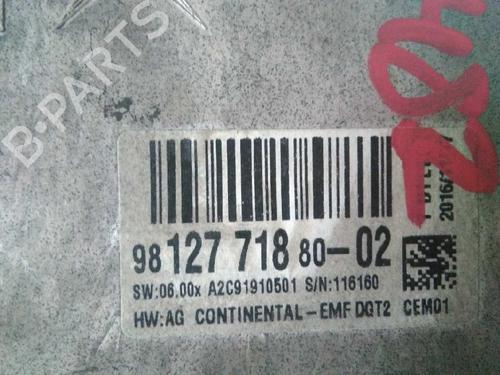 B-PARTS
98 127 718 80-02
SW:06.00x A2C91910501 S/N:116160
HW:AG CONTINENTAL-EMF DQT2 CEM01